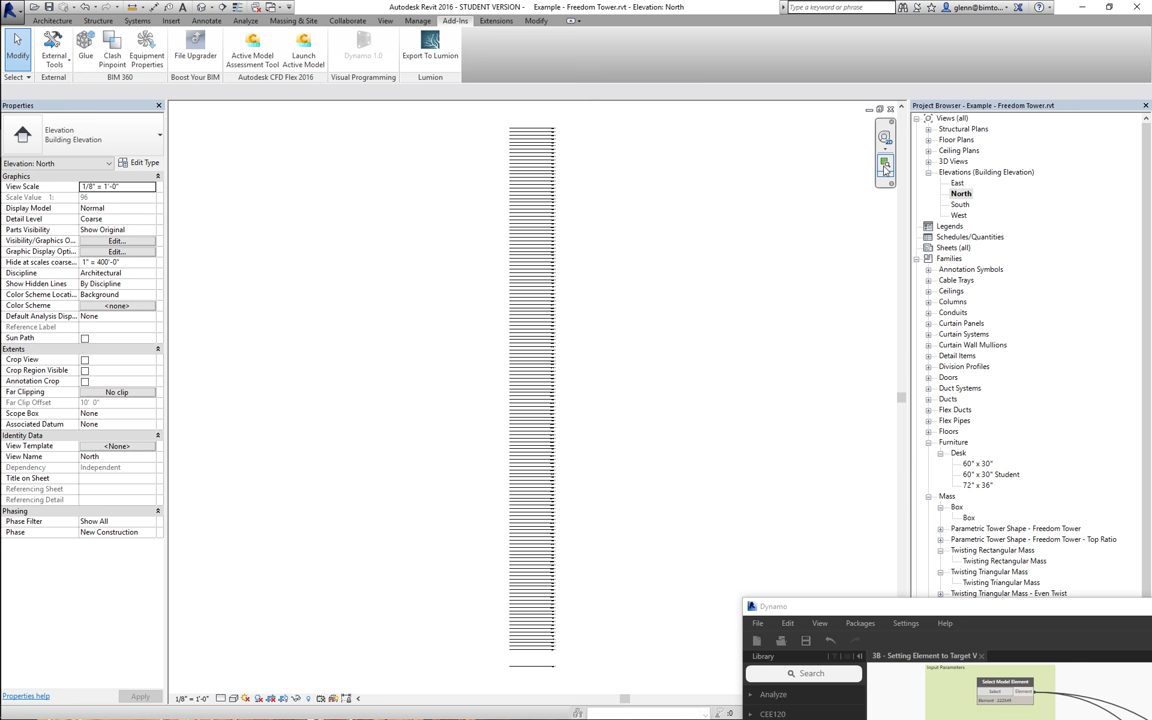 Autodesk Revit 2016 - STUDENT VERSION - Example - Freedom Tower.rvt - Elevation: North
Type a keyword or phrase
glenn@bimto...
Architecture Structure Systems Insert Annotate Analyze Massing & Site Collaborate View Manage Add-Ins Extensions Modify
Modify
External Tools
Glue
Clash Pinpoint
Equipment Properties
File Upgrader
Active Model Assessment Tool
Launch Active Model
Dynamo 1.0
Export To Lumion
Select External BIM 360 Boost Your BIM Autodesk CFD Flex 2016 Visual Programming Lumion
Properties
Elevation
Building Elevation
Elevation: North
Edit Type
Graphics
View Scale 1/8" = 1'-0"
Scale Value 1: 96
Display Model Normal
Detail Level Coarse
Parts Visibility Show Original
Visibility/Graphics O... Edit...
Graphic Display Opti... Edit...
Hide at scales coarse... 1" = 400'-0"
Discipline Architectural
Show Hidden Lines By Discipline
Color Scheme Locati... Background
Color Scheme <none>
Default Analysis Disp... None
Reference Label
Sun Path
Extents
Crop View
Crop Region Visible
Annotation Crop
Far Clipping No clip
Far Clip Offset 10' 0"
Scope Box None
Associated Datum None
Identity Data
View Template <None>
View Name North
Dependency Independent
Title on Sheet
Referencing Sheet
Referencing Detail
Phasing
Phase Filter Show All
Phase New Construction
Properties help
Apply
1/8" = 1'-0"
:0
2D
Project Browser - Example - Freedom Tower.rvt
Views (all)
Structural Plans
Floor Plans
Ceiling Plans
3D Views
Elevations (Building Elevation)
East
North
South
West
Legends
Schedules/Quantities
Sheets (all)
Families
Annotation Symbols
Cable Trays
Ceilings
Columns
Conduits
Curtain Panels
Curtain Systems
Curtain Wall Mullions
Detail Items
Division Profiles
Doors
Duct Systems
Ducts
Flex Ducts
Flex Pipes
Floors
Furniture
Desk
60" x 30"
60" x 30" Student
72" x 36"
Mass
Box
Box
Parametric Tower Shape - Freedom Tower
Parametric Tower Shape - Freedom Tower - Top Ratio
Twisting Rectangular Mass
Twisting Rectangular Mass
Twisting Triangular Mass
Twisting Triangular Mass
Twisting Triangular Mass - Even Twist
Dynamo
File Edit View Packages Settings Help
Library
3B - Setting Element to Target V
Search
Analyze
CEE120
Input Parameters
Select Model Element
Select Element